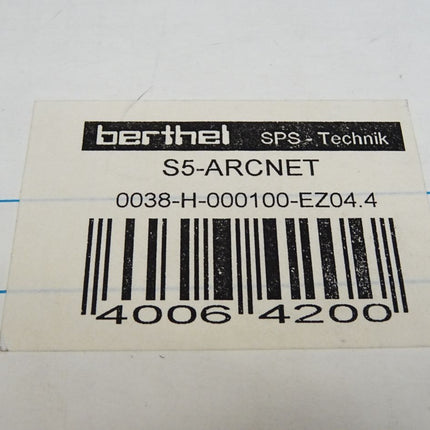 berthel SPS - Technik
S5-ARCNET
0038-H-000100-EZ04.4
4006 4200